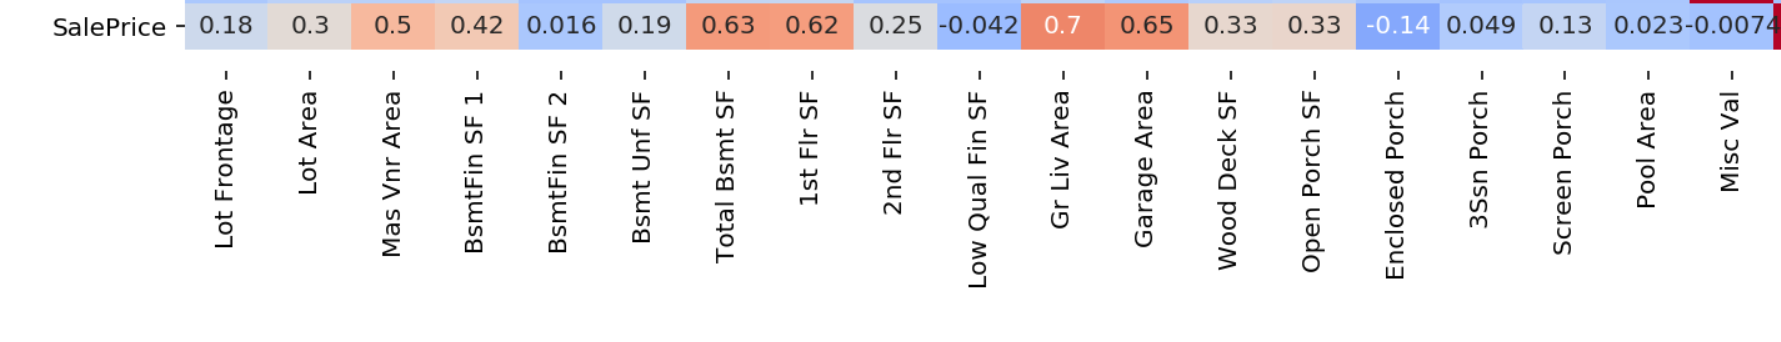 SalePrice 0.18 0.3 0.5 0.42 0.016 0.19 0.63 0.62 0.25 -0.042 0.7 0.65 0.33 0.33 -0.14 0.049 0.13 0.023 -0.0074
Lot Frontage
Lot Area
Mas Vnr Area
BsmtFin SF 1
BsmtFin SF 2
Bsmt Unf SF
Total Bsmt SF
1st Flr SF
2nd Flr SF
Low Qual Fin SF
Gr Liv Area
Garage Area
Wood Deck SF
Open Porch SF
Enclosed Porch
3Ssn Porch
Screen Porch
Pool Area
Misc Val